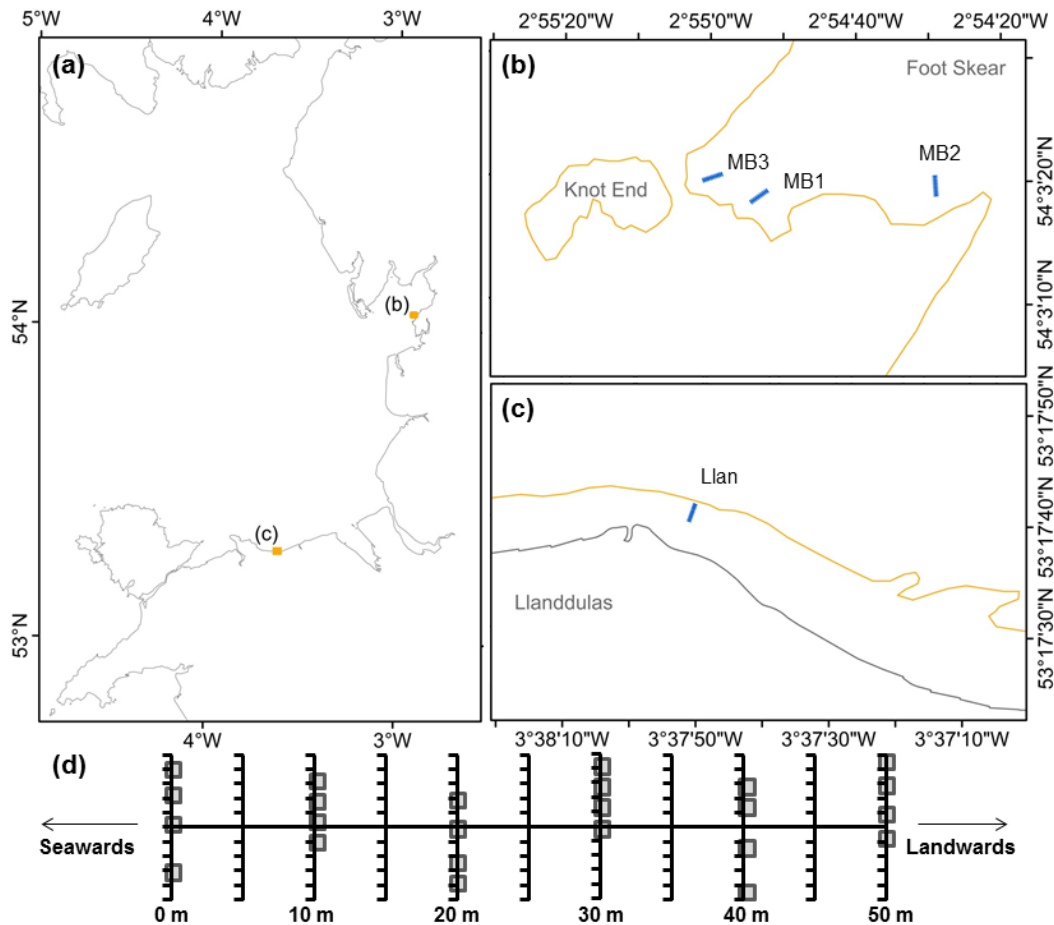 5°W 4°W 3°W
(a)
54°N
53°N
(b)
(c)
4°W 3°W
2°55'20"W 2°55'0"W 2°54'40"W 2°54'20"W
(b)
Foot Skear
MB3
MB1
MB2
Knot End
54°3'20"N
54°3'10"N
(c)
Llan
Llanddulas
53°17'50"N
53°17'40"N
53°17'30"N
3°38'10"W 3°37'50"W 3°37'30"W 3°37'10"W
(d)
Seawards
Landwards
0 m 10 m 20 m 30 m 40 m 50 m